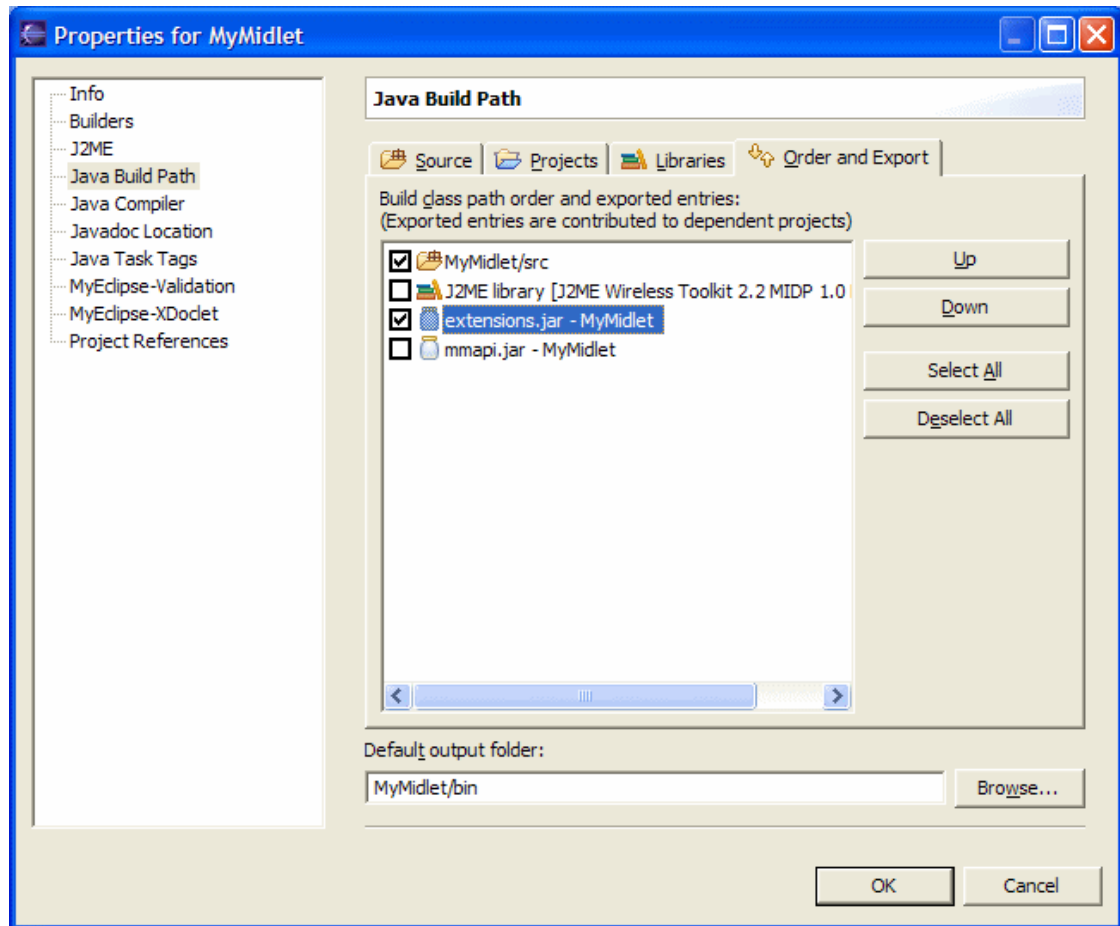 Properties for MyMidlet
Info
Builders
J2ME
Java Build Path
Java Compiler
Javadoc Location
Java Task Tags
MyEclipse-Validation
MyEclipse-XDoclet
Project References
Java Build Path
Source
Projects
Libraries
Order and Export
Build class path order and exported entries:
(Exported entries are contributed to dependent projects)
MyMidlet/src
J2ME library [J2ME Wireless Toolkit 2.2 MIDP 1.0
extensions.jar - MyMidlet
mmapi.jar - MyMidlet
Up
Down
Select All
Deselect All
Default output folder:
MyMidlet/bin
Browse...
OK
Cancel